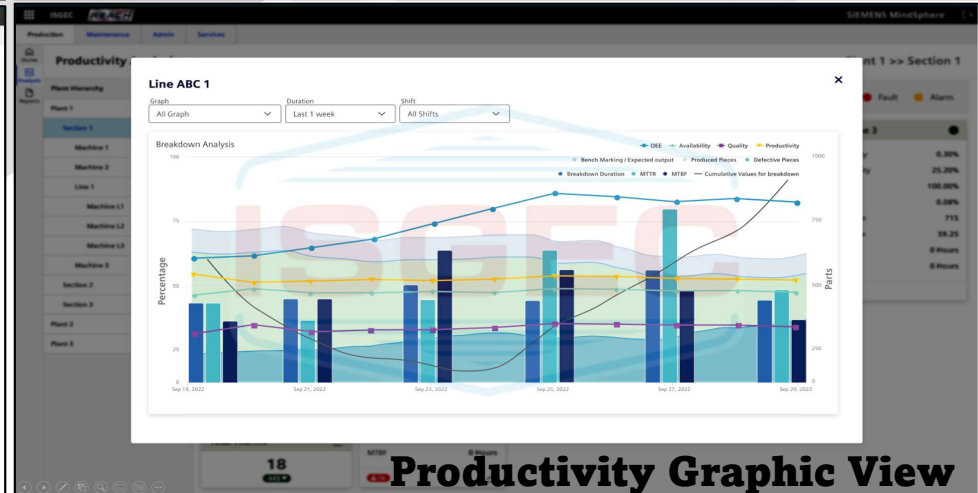 ISGEC REACH
SIEMENS MindSphere
Production Maintenance Admin Services
Home
Analysis
Reports
Productivity
Plant 1 >> Section 1
Plant Hierarchy
Plant 1
Section 1
Machine 1
Machine 2
Line 1
Machine L1
Machine L2
Machine L3
Machine 3
Section 2
Section 3
Plant 2
Plant 3
Fault Alarm
0.30%
25.20%
100.00%
0.08%
715
59.25
0 Hours
0 Hours
Line ABC 1
×
Graph
All Graph
Duration
Last 1 week
Shift
All Shifts
Breakdown Analysis
OEE Availability Quality Productivity
Bench Marking / Expected output Produced Pieces Defective Pieces
Breakdown Duration MTTR MTBF Cumulative Values for breakdown
100
75
50
25
0
Percentage
1000
750
500
250
0
Parts
ISGEC
Sep 19, 2022 Sep 21, 2022 Sep 23, 2022 Sep 25, 2022 Sep 27, 2022 Sep 29, 2022
18
MTBF 0 Hours
Productivity Graphic View